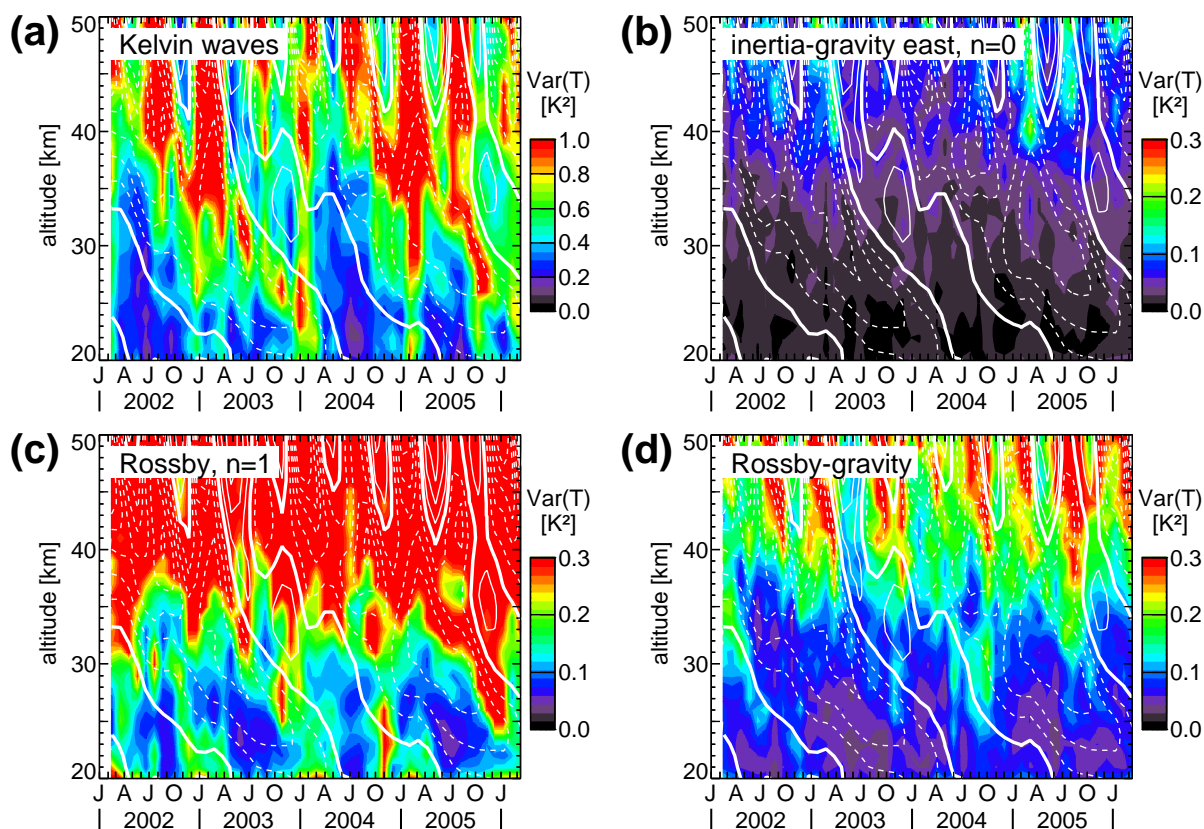 (a)
Kelvin waves
Var(T)
[K²]
altitude [km]
50
40
30
20
1.0
0.8
0.6
0.4
0.2
0.0
J A J O J A J O J A J O J A J O J
| 2002 | 2003 | 2004 | 2005 |
(b)
inertia-gravity east, n=0
Var(T)
[K²]
altitude [km]
50
40
30
20
0.3
0.2
0.1
0.0
J A J O J A J O J A J O J A J O J
| 2002 | 2003 | 2004 | 2005 |
(c)
Rossby, n=1
Var(T)
[K²]
altitude [km]
50
40
30
20
0.3
0.2
0.1
0.0
J A J O J A J O J A J O J A J O J
| 2002 | 2003 | 2004 | 2005 |
(d)
Rossby-gravity
Var(T)
[K²]
altitude [km]
50
40
30
20
0.3
0.2
0.1
0.0
J A J O J A J O J A J O J A J O J
| 2002 | 2003 | 2004 | 2005 |